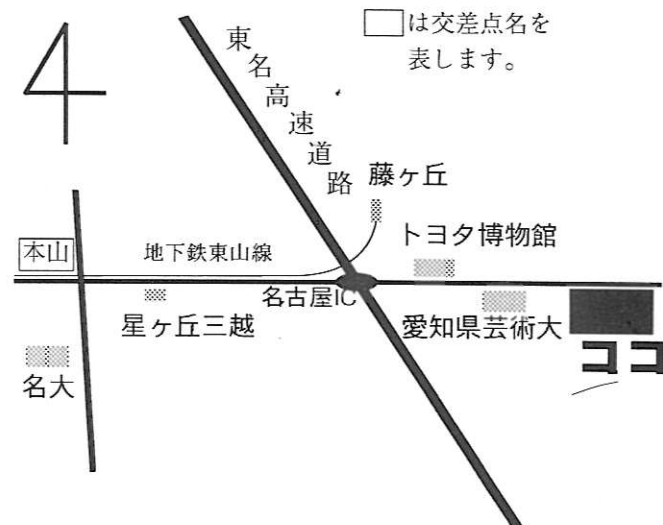 □は交差点名を
表します。
東名高速道路
藤ヶ丘
トヨタ博物館
本山
地下鉄東山線
名古屋IC
星ヶ丘三越
愛知県芸術大
ココ
名大